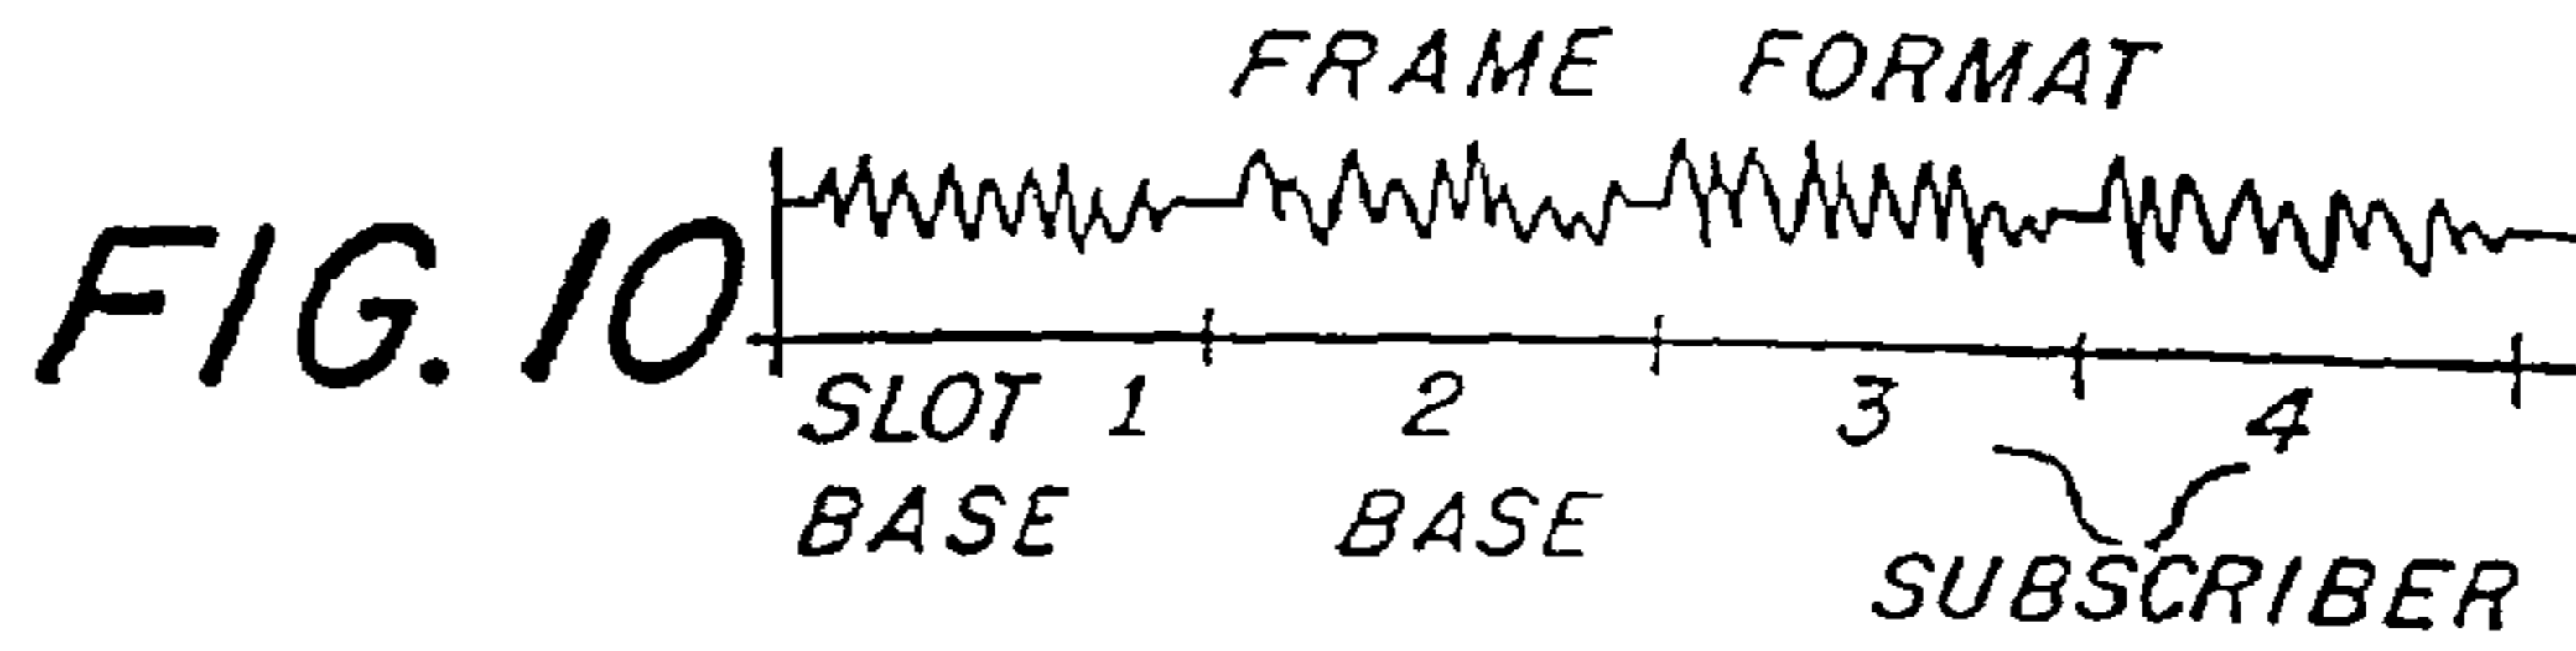 FRAME FORMAT
FIG. 10
SLOT 1 2 3 4
BASE BASE
SUBSCRIBER